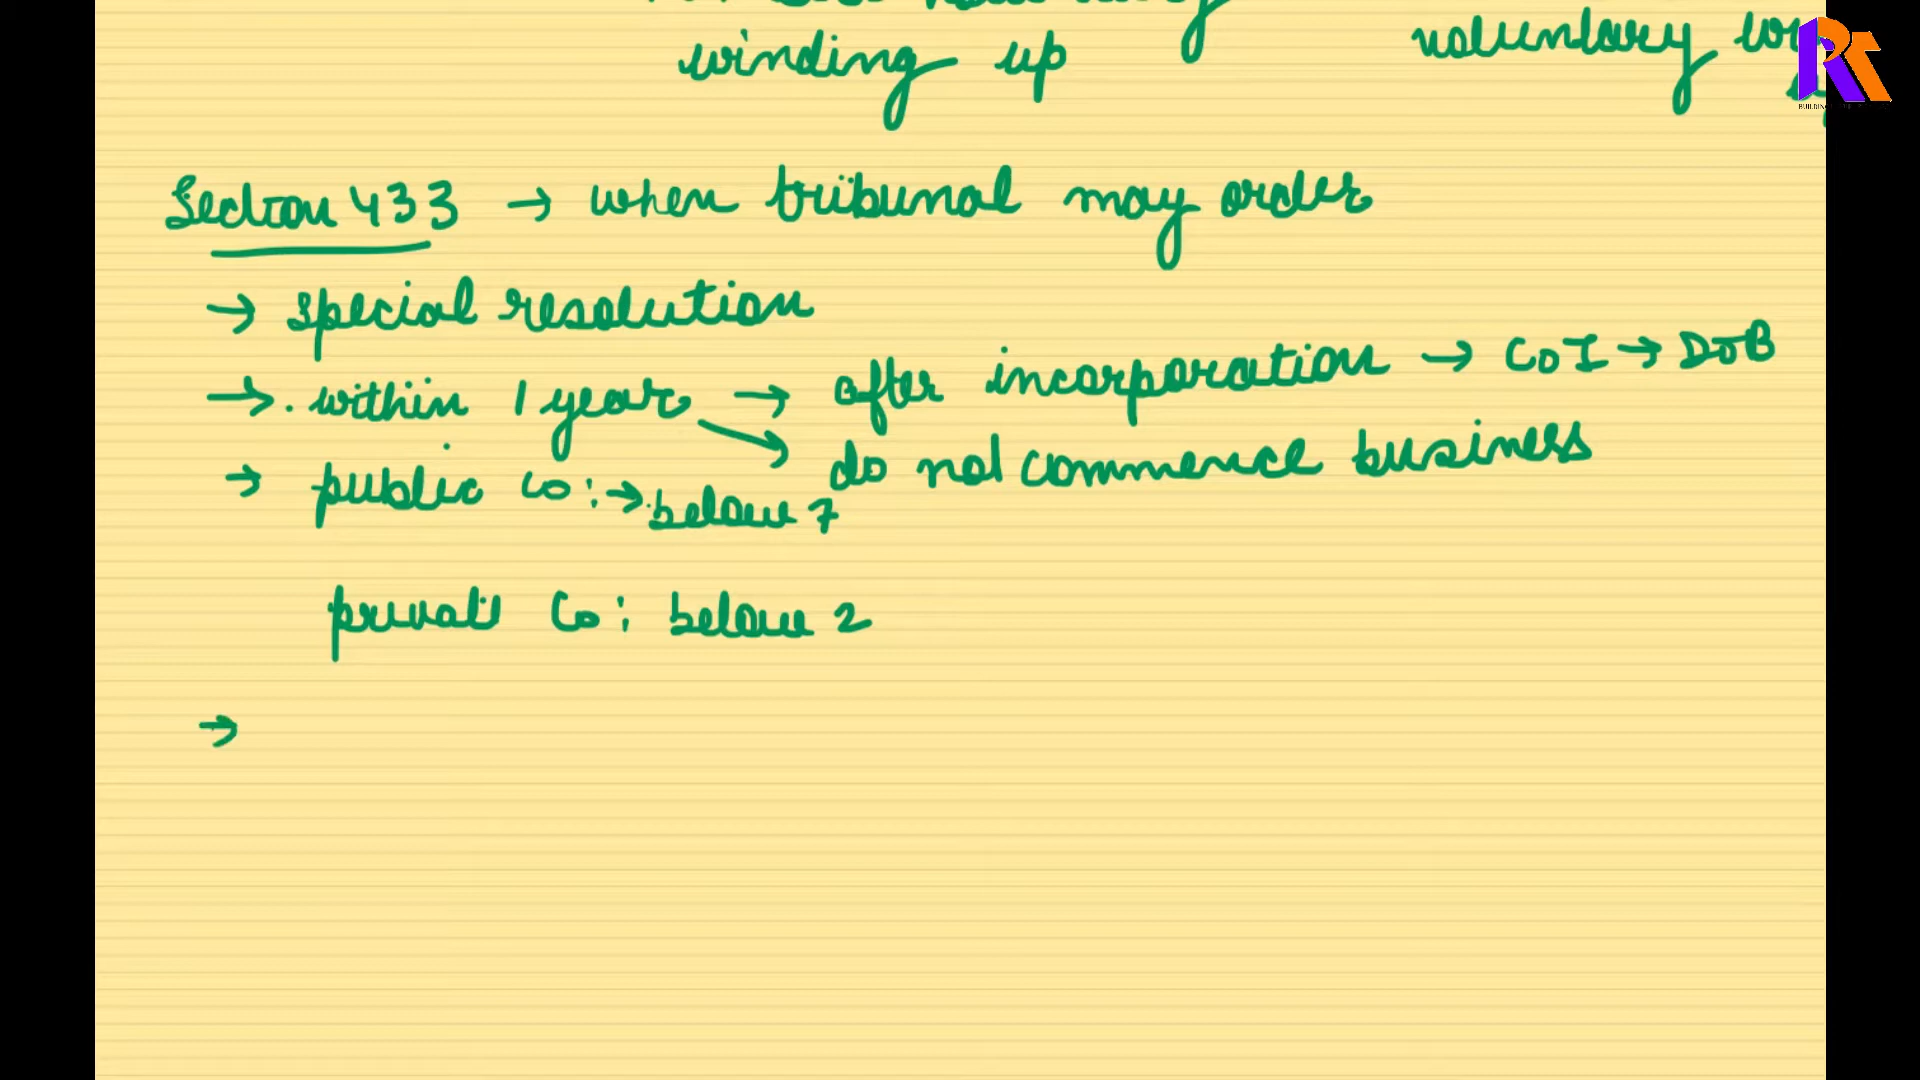 winding up
voluntary
Section 433 → when tribunal may order
→ special resolution
→ . within 1 year → after incorporation → COI → DOB
do not commence business
→ public co: → below 7
private Co: below 2
→